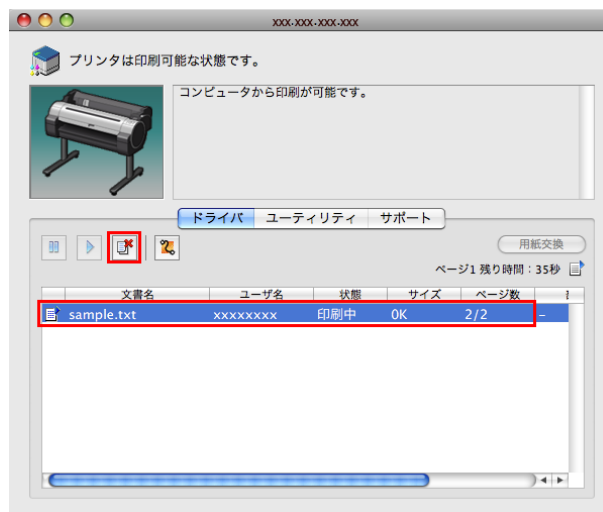 xxx.xxx.xxx.xxx
プリンタは印刷可能な状態です。
コンピュータから印刷が可能です。
ドライバ ユーティリティ サポート
用紙交換
ページ1 残り時間：35秒
文書名 ユーザ名 状態 サイズ ページ数
sample.txt xxxxxxxx 印刷中 0K 2/2 –